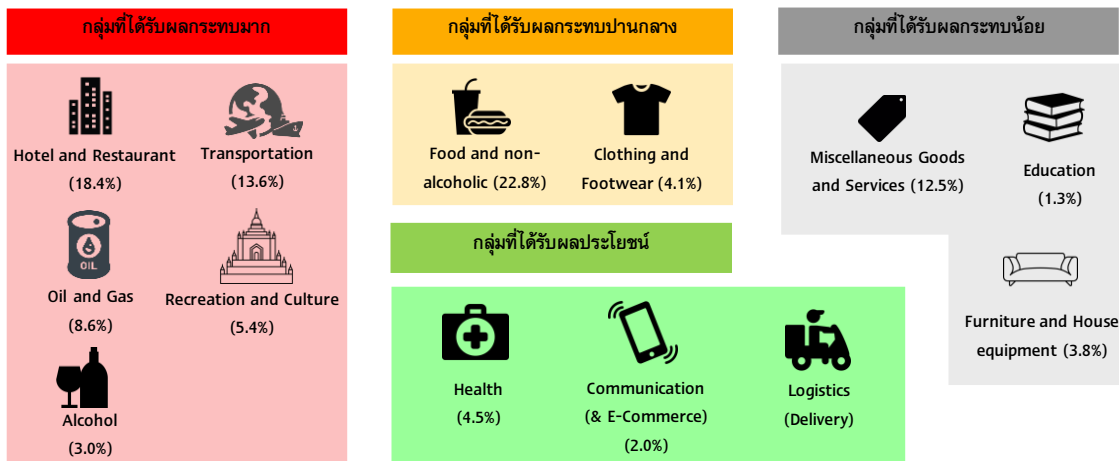 กลุ่มที่ได้รับผลกระทบมาก
Hotel and Restaurant
(18.4%)
Transportation
(13.6%)
OIL
Oil and Gas
(8.6%)
Recreation and Culture
(5.4%)
Alcohol
(3.0%)
กลุ่มที่ได้รับผลกระทบปานกลาง
Food and non-
alcoholic (22.8%)
Clothing and
Footwear (4.1%)
กลุ่มที่ได้รับผลกระทบน้อย
Miscellaneous Goods
and Services (12.5%)
Education
(1.3%)
Furniture and House
equipment (3.8%)
กลุ่มที่ได้รับผลประโยชน์
Health
(4.5%)
Communication
(& E-Commerce)
(2.0%)
Logistics
(Delivery)